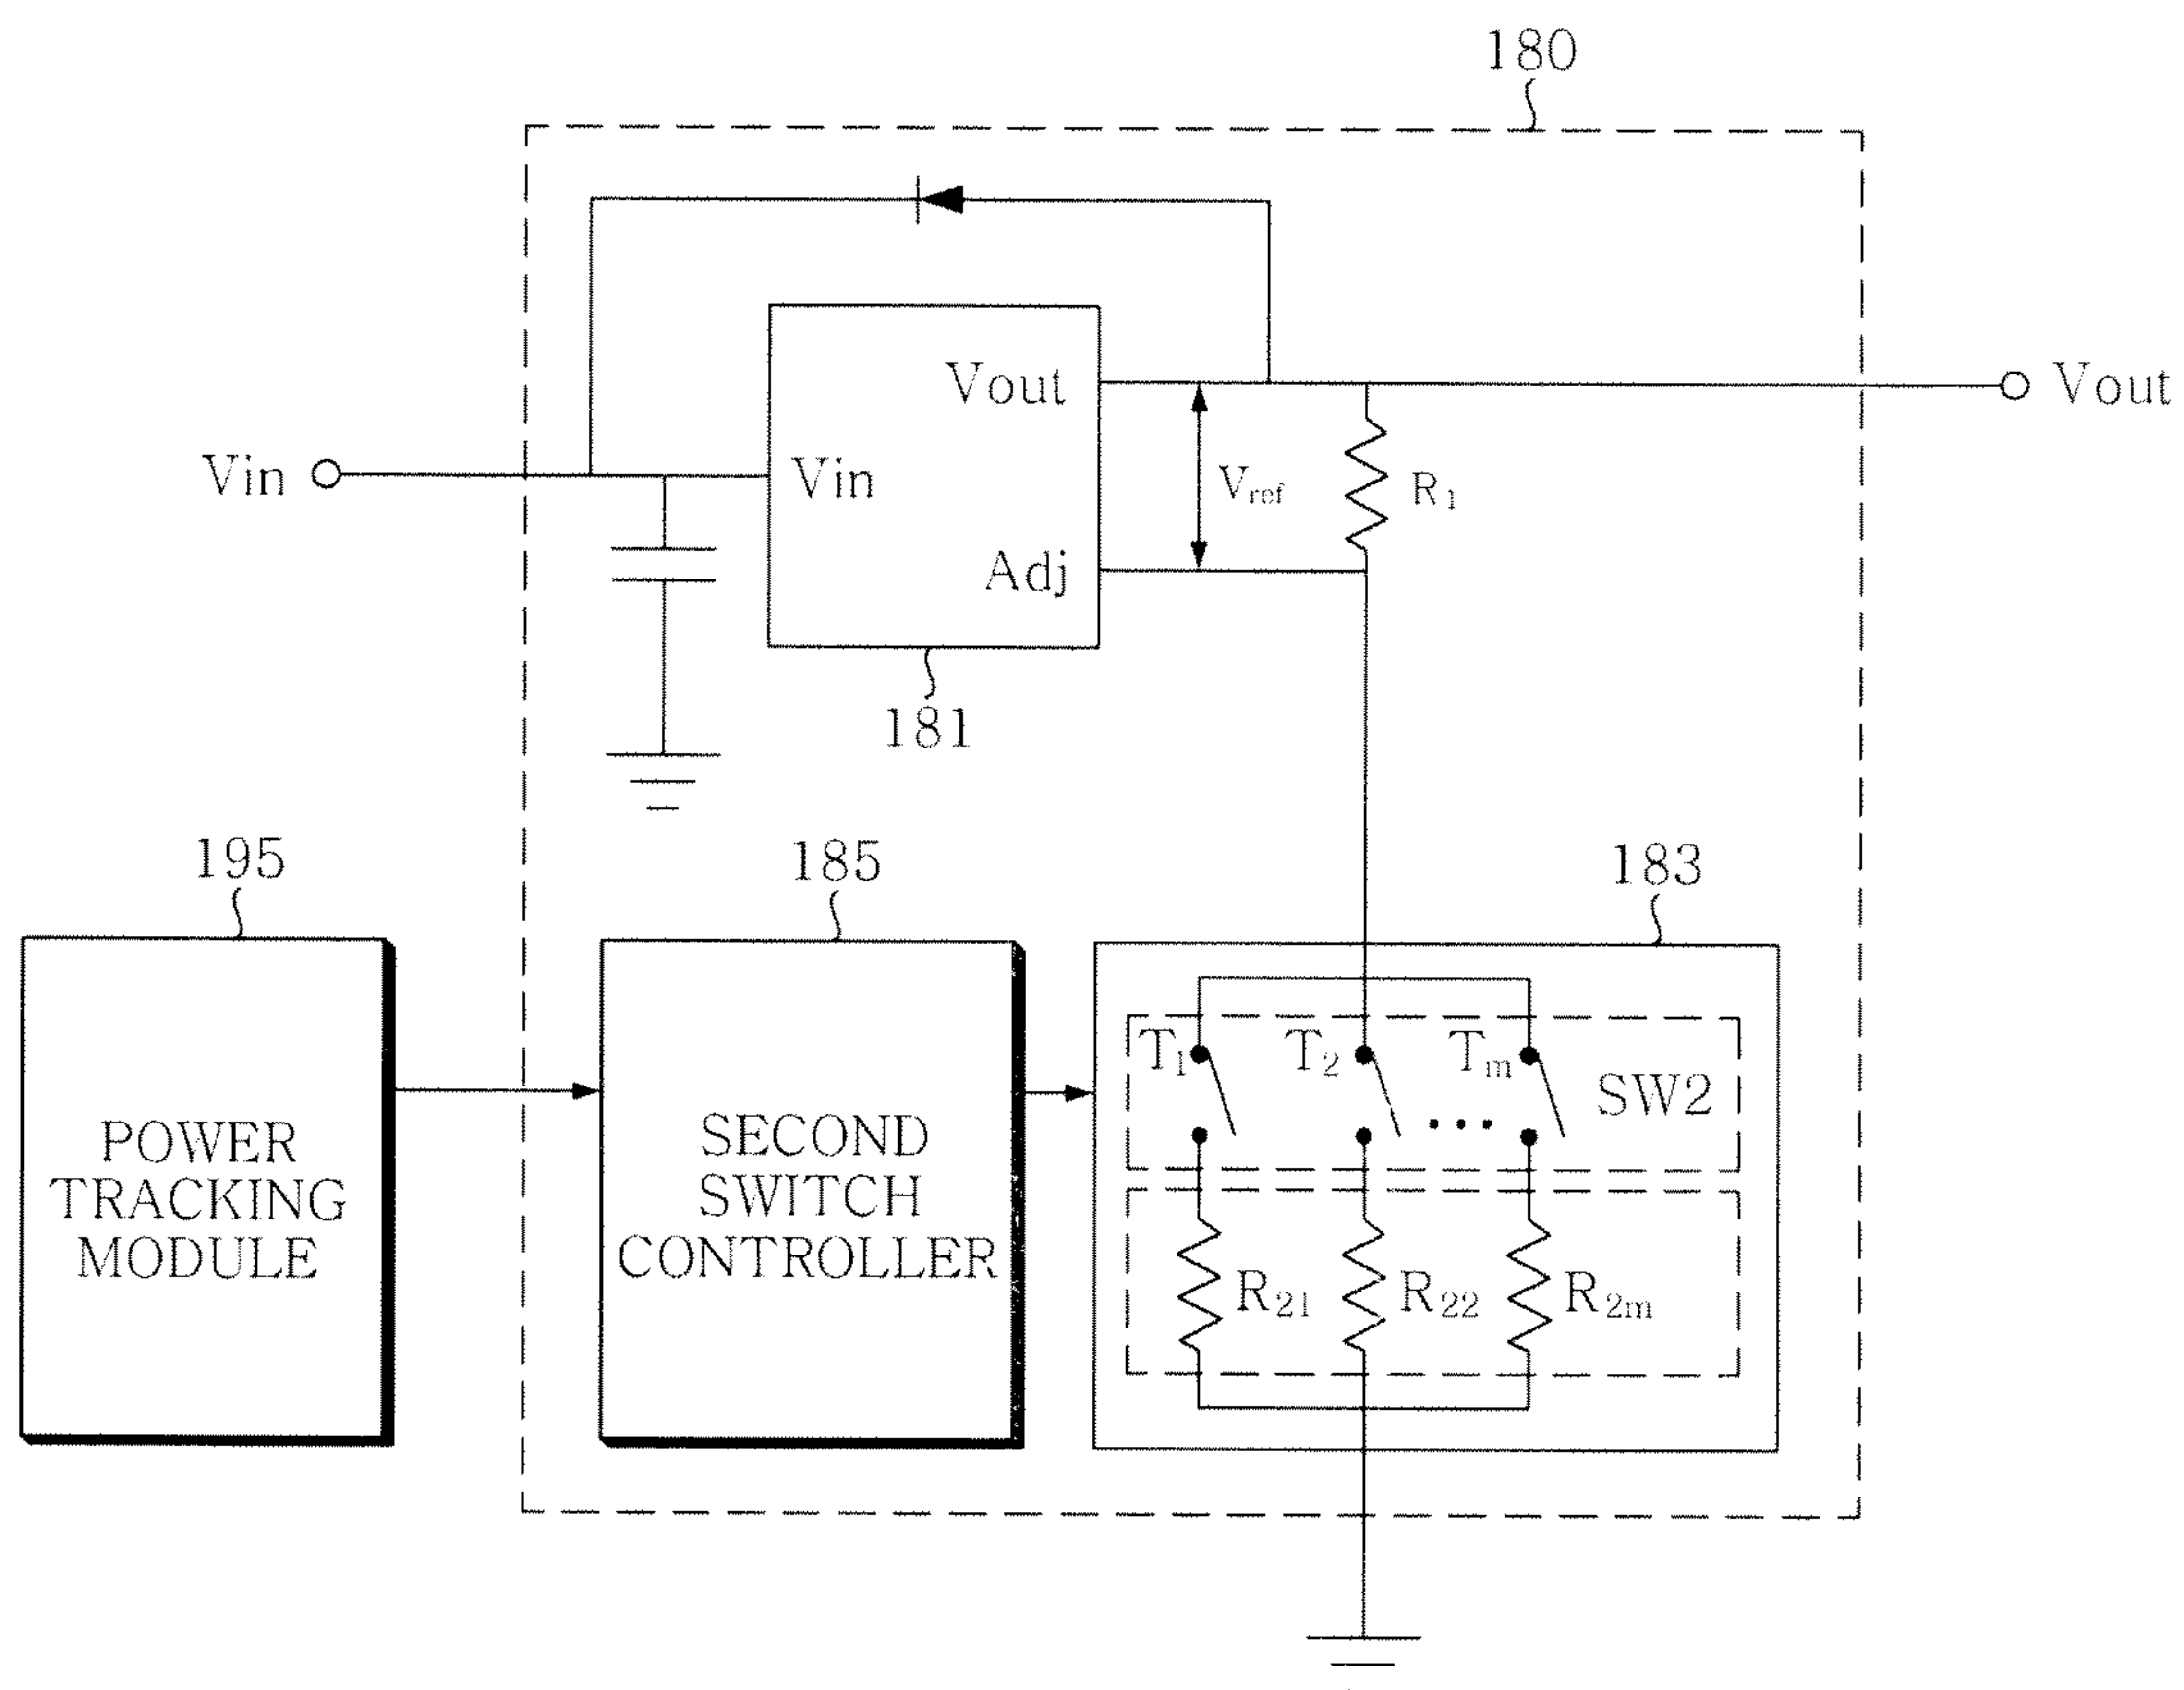 180
Vout
Vout
Vin
Vin
Vref
R1
Adj
181
195
185
183
T1
T2
Tm
SW2
POWER
TRACKING
MODULE
SECOND
SWITCH
CONTROLLER
R21
R22
R2m